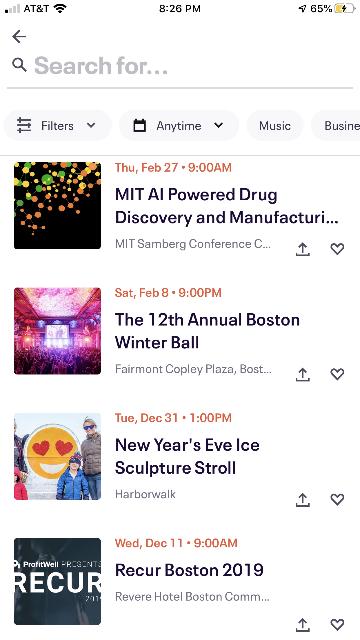 AT&T
8:26 PM
65%
Search for...
Filters
Anytime
Music
Busine
Thu, Feb 27 • 9:00AM
MIT AI Powered Drug
Discovery and Manufacturi...
MIT Samberg Conference C...
Sat, Feb 8 • 9:00PM
The 12th Annual Boston
Winter Ball
Fairmont Copley Plaza, Bost...
Tue, Dec 31 • 1:00PM
New Year's Eve Ice
Sculpture Stroll
Harborwalk
Wed, Dec 11 • 9:00AM
ProfitWell PRESENTS
RECUR
2019
Recur Boston 2019
Revere Hotel Boston Comm...